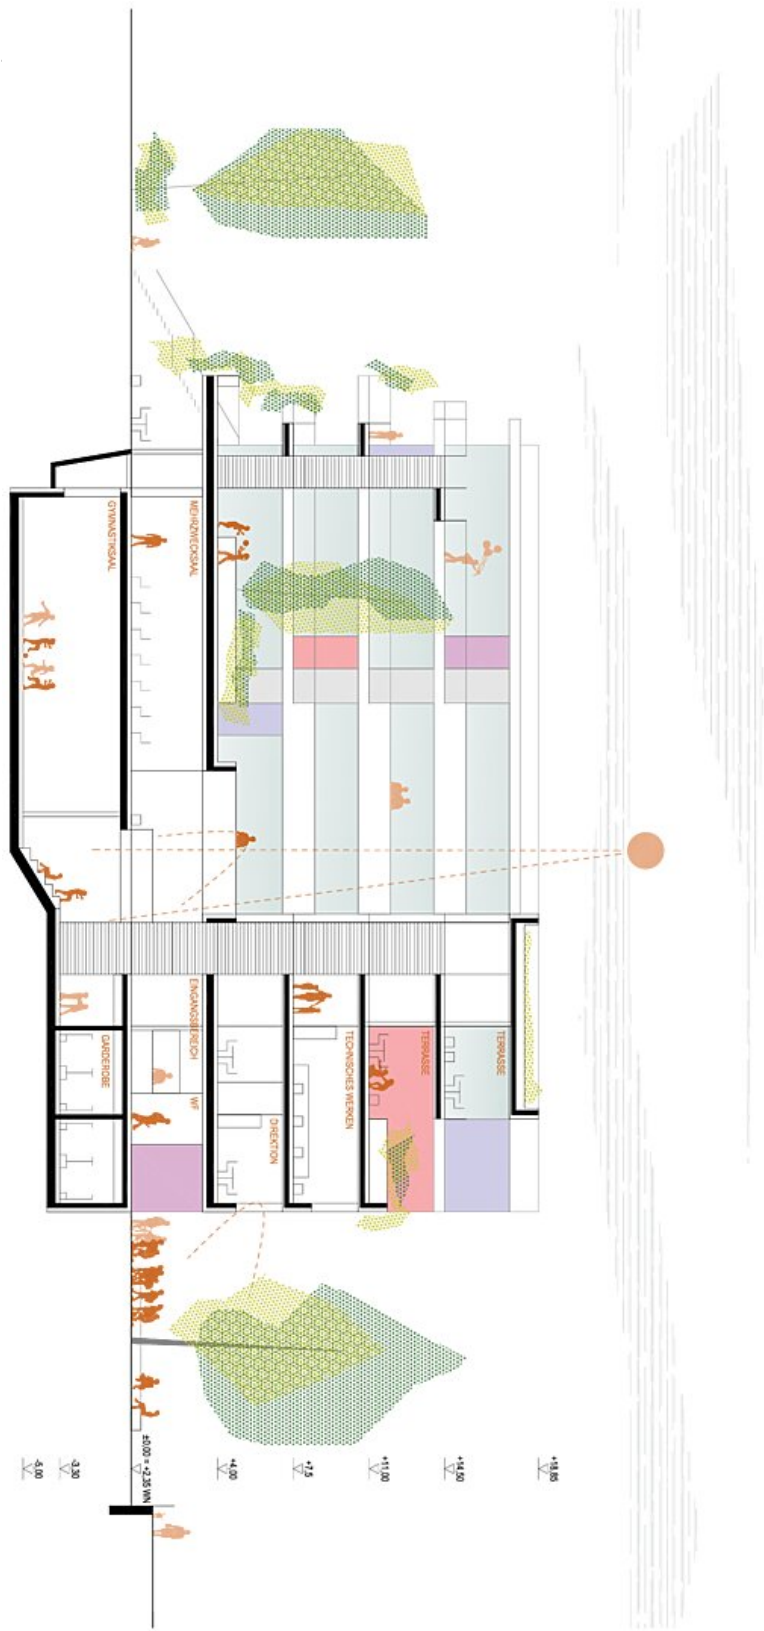 +18,85
TERRASSE
+14,50
TERRASSE
+11,00
TECHNISCHES WERKEN
+7,5
DIREKTION
+4,00
MEHRZWECKSAAL
EINGANGSBEREICH
WF
±0,00 = +2,35 WN
GYMNASTIKSAAL
GARDEROBE
-3,30
-5,00